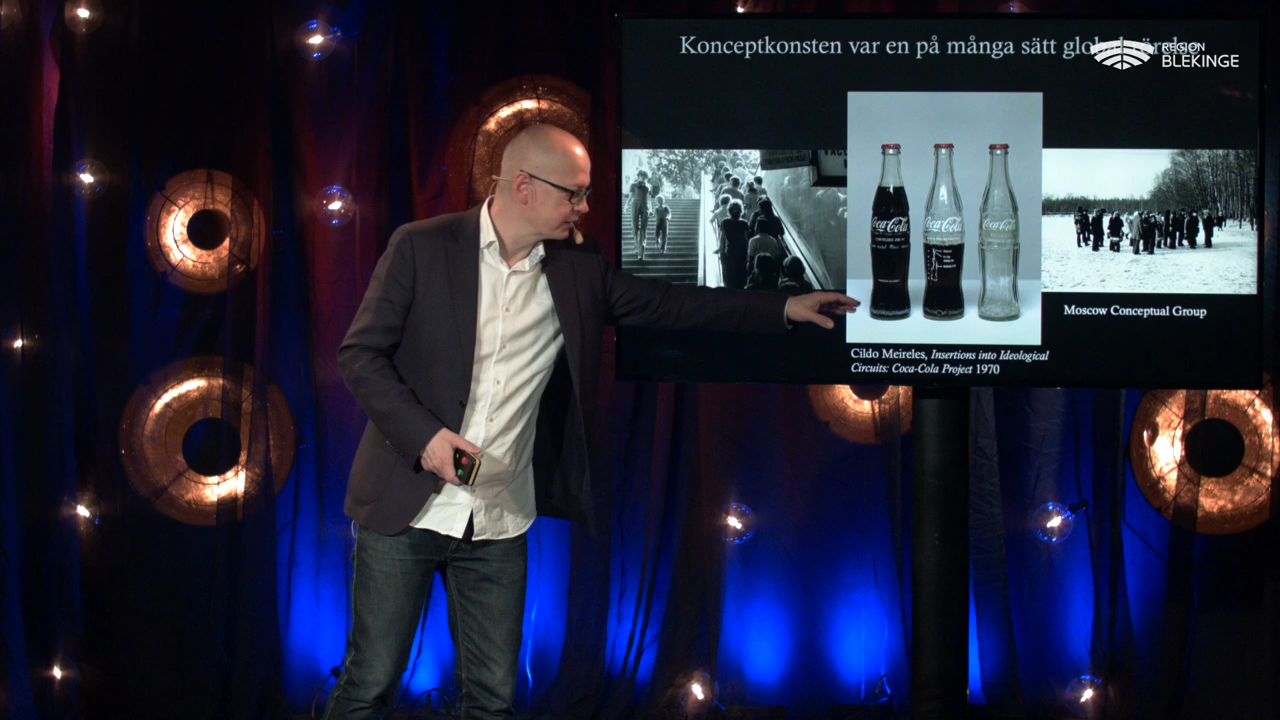 Konceptkonsten var en på många sätt global rörelse
REGION
BLEKINGE
Coca-Cola
Coca-Cola
Coca-Cola
Moscow Conceptual Group
Cildo Meireles, Insertions into Ideological
Circuits: Coca-Cola Project 1970